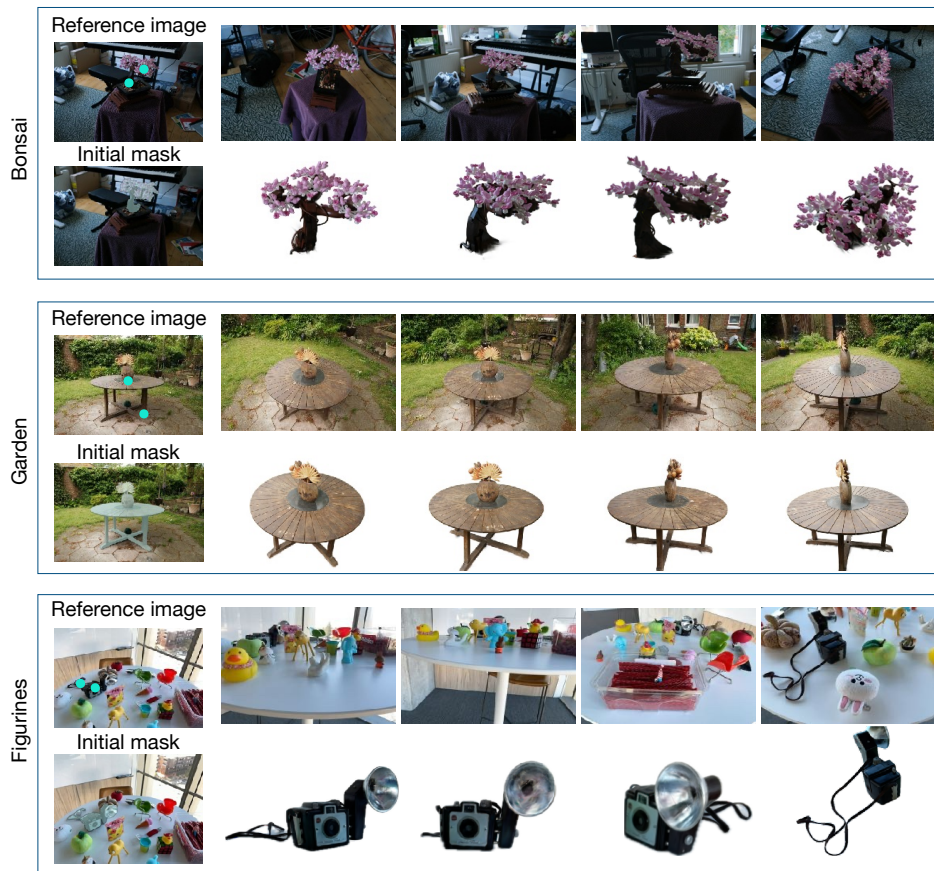 Bonsai
Reference image
Initial mask
Garden
Reference image
Initial mask
Figurines
Reference image
Initial mask